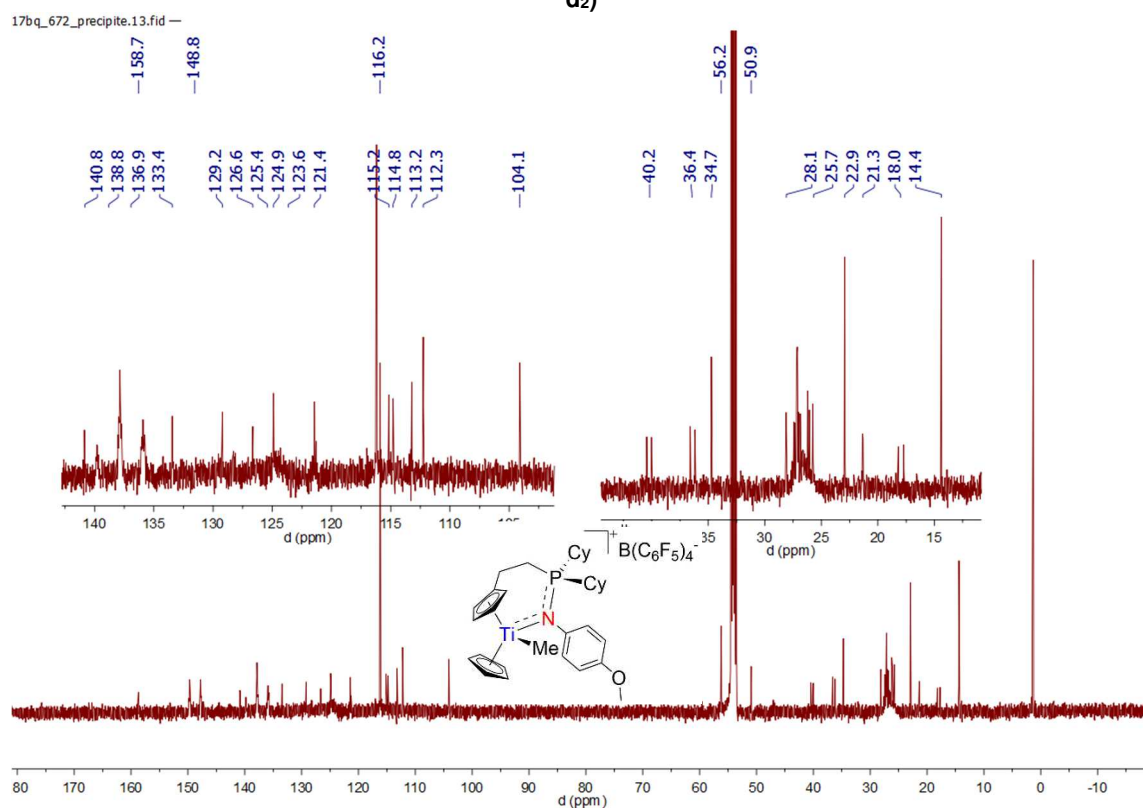 d₂)
17bq_672_precipite.13.fid —
158.7 148.8 116.2 56.2 50.9
140.8 138.8 136.9 133.4 129.2 126.6 125.4 124.9 123.6 121.4 115.2 114.8 113.2 112.3 104.1 40.2 36.4 34.7 28.1 25.7 22.9 21.3 18.0 14.4
140 135 130 125 120 115 110 105
d (ppm)
35 25 15
d (ppm)
+ B(C₆F₅)₄⁻
Cy
P Cy
N
Ti Me
O
80 170 160 150 140 130 120 110 100 90 80 70 60 50 40 30 20 10 0 -10
d (ppm)